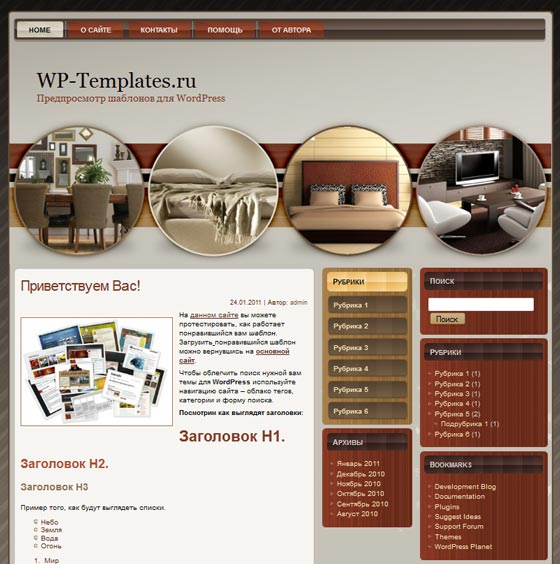 HOME
О САЙТЕ
КОНТАКТЫ
ПОМОЩЬ
ОТ АВТОРА
WP-Templates.ru
Предпросмотр шаблонов для WordPress
Приветствуем Вас!
24.01.2011 | Автор: admin
На данном сайте вы можете
протестировать, как работает
понравившийся вам шаблон.
Загрузить понравившийся шаблон
можно вернувшись на основной
сайт.
Чтобы облегчить поиск нужной вам
темы для WordPress используйте
навигацию сайта – облако тегов,
категории и форму поиска.
Посмотрим как выглядят заголовки:
Заголовок H1.
Заголовок H2.
Заголовок H3
Пример того, как будут выглядеть списки.
Небо
Земля
Вода
Огонь
1. Мир
Рубрики
Рубрика 1
Рубрика 2
Рубрика 3
Рубрика 4
Рубрика 5
Рубрика 6
Архивы
Январь 2011
Декабрь 2010
Ноябрь 2010
Октябрь 2010
Сентябрь 2010
Август 2010
Поиск
Поиск
Рубрики
Рубрика 1 (1)
Рубрика 2 (1)
Рубрика 3 (1)
Рубрика 4 (1)
Рубрика 5 (2)
Подрубрика 1 (1)
Рубрика 6 (1)
Bookmarks
Development Blog
Documentation
Plugins
Suggest Ideas
Support Forum
Themes
WordPress Planet